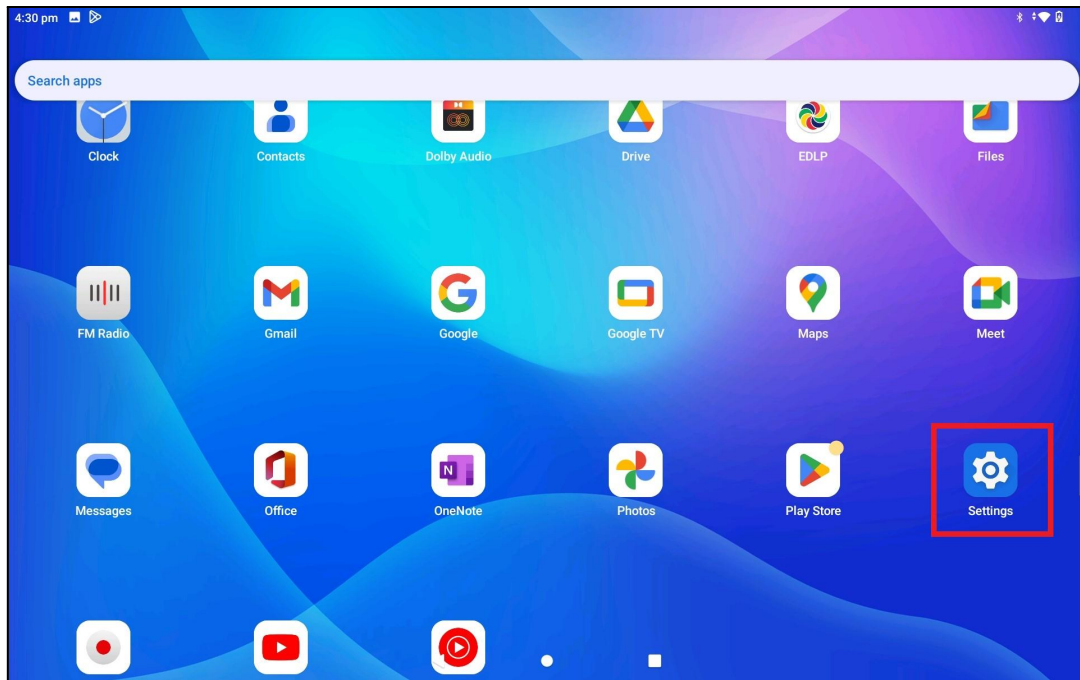 4:30 pm
Search apps
Clock
Contacts
Dolby Audio
Drive
EDLP
Files
FM Radio
Gmail
Google
Google TV
Maps
Meet
Messages
Office
N
OneNote
Photos
Play Store
Settings